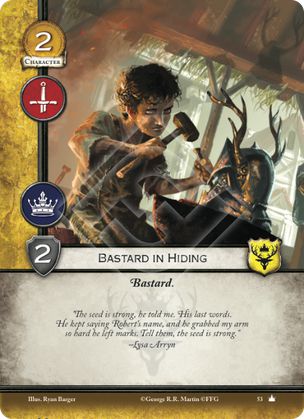 2
CHARACTER
2
BASTARD IN HIDING
Bastard.
"The seed is strong, he told me. His last words.
He kept saying Robert's name, and he grabbed my arm
so hard he left marks. Tell them, the seed is strong."
–Lysa Arryn
Illus. Ryan Barger ©George R.R. Martin ©FFG 53